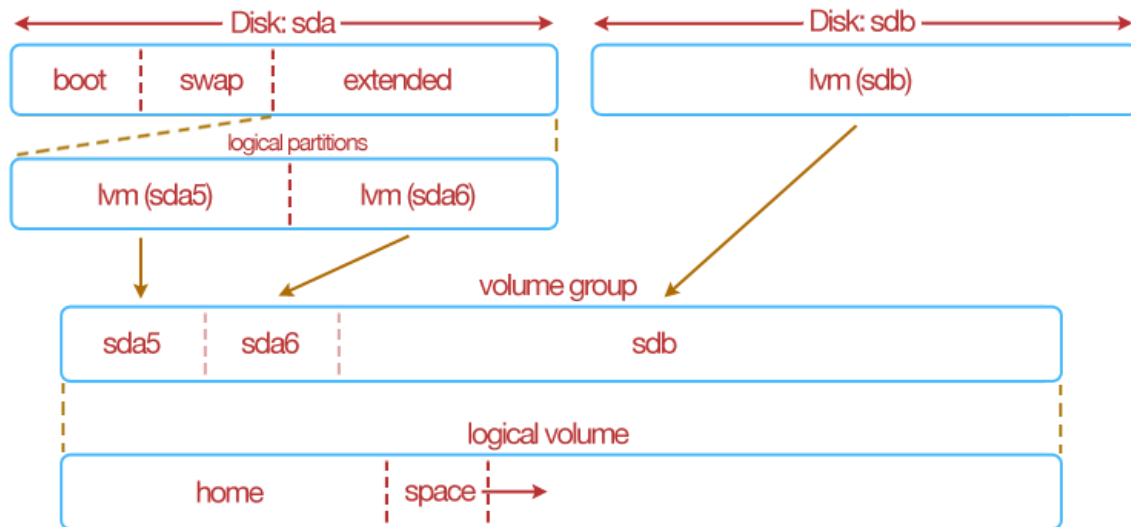 Disk: sda
Disk: sdb
boot
swap
extended
lvm (sdb)
logical partitions
lvm (sda5)
lvm (sda6)
volume group
sda5
sda6
sdb
logical volume
home
space